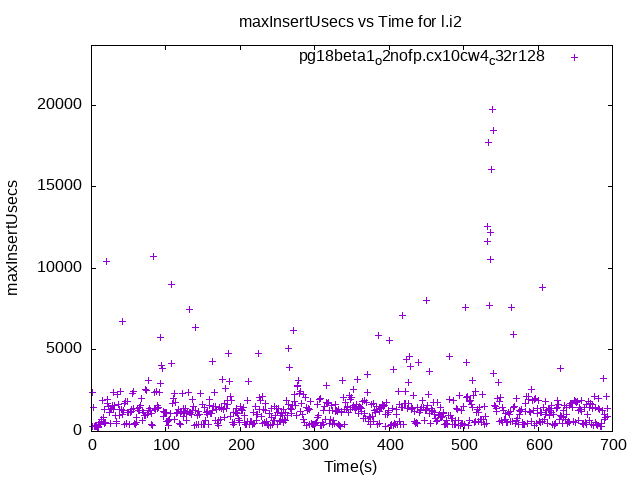 maxInsertUsecs vs Time for l.i2
pg18beta1_o2nofp.cx10cw4_c32r128
maxInsertUsecs
20000
15000
10000
5000
0
0 100 200 300 400 500 600 700
Time(s)